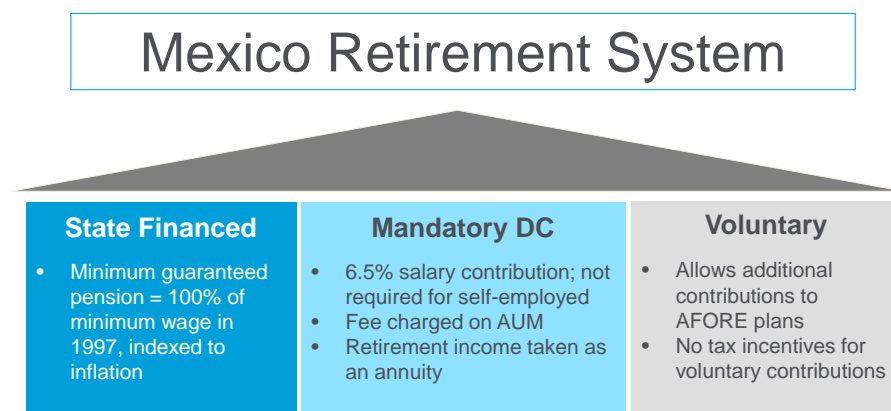 Mexico Retirement System
State Financed
• Minimum guaranteed
pension = 100% of
minimum wage in
1997, indexed to
inflation
Mandatory DC
• 6.5% salary contribution; not
required for self-employed
• Fee charged on AUM
• Retirement income taken as
an annuity
Voluntary
• Allows additional
contributions to
AFORE plans
• No tax incentives for
voluntary contributions